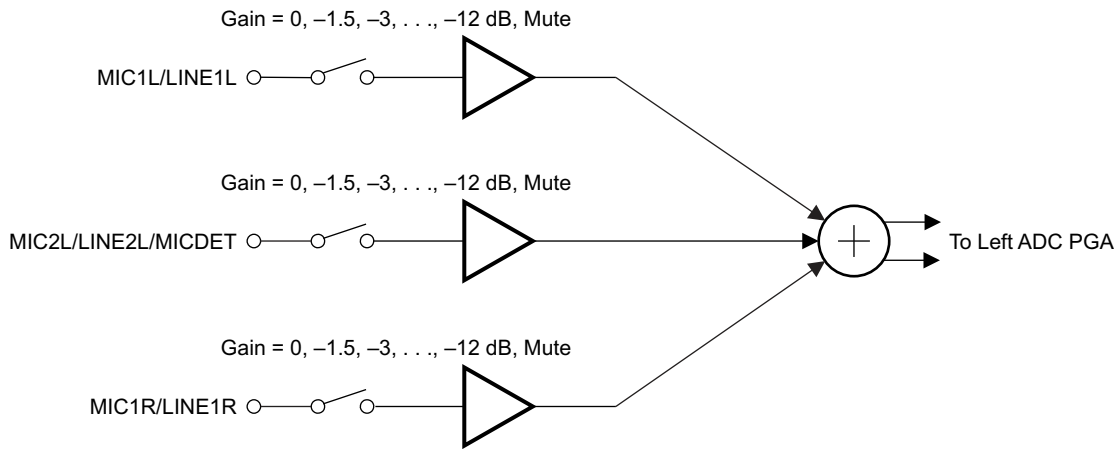 Gain = 0, –1.5, –3, . . ., –12 dB, Mute
MIC1L/LINE1L
Gain = 0, –1.5, –3, . . ., –12 dB, Mute
MIC2L/LINE2L/MICDET
To Left ADC PGA
Gain = 0, –1.5, –3, . . ., –12 dB, Mute
MIC1R/LINE1R